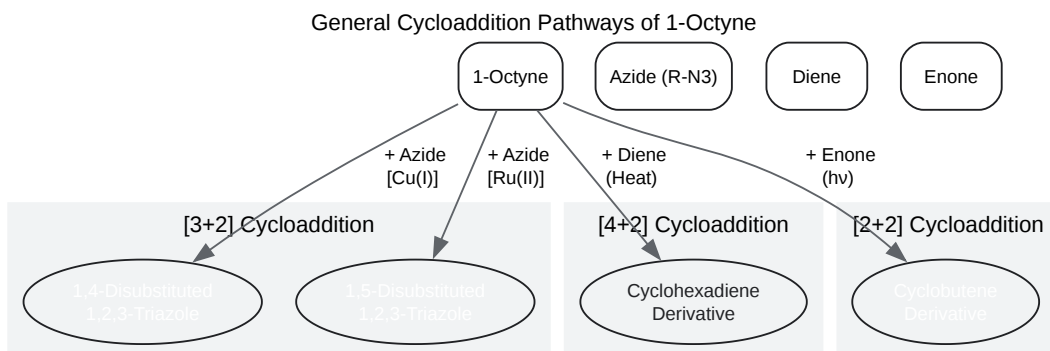 General Cycloaddition Pathways of 1-Octyne
1-Octyne
Azide (R-N3)
Diene
Enone
+ Azide
[Cu(I)]
+ Azide
[Ru(II)]
+ Diene
(Heat)
+ Enone
(hν)
[3+2] Cycloaddition
[4+2] Cycloaddition
[2+2] Cycloaddition
1,4-Disubstituted
1,2,3-Triazole
1,5-Disubstituted
1,2,3-Triazole
Cyclohexadiene
Derivative
Cyclobutene
Derivative